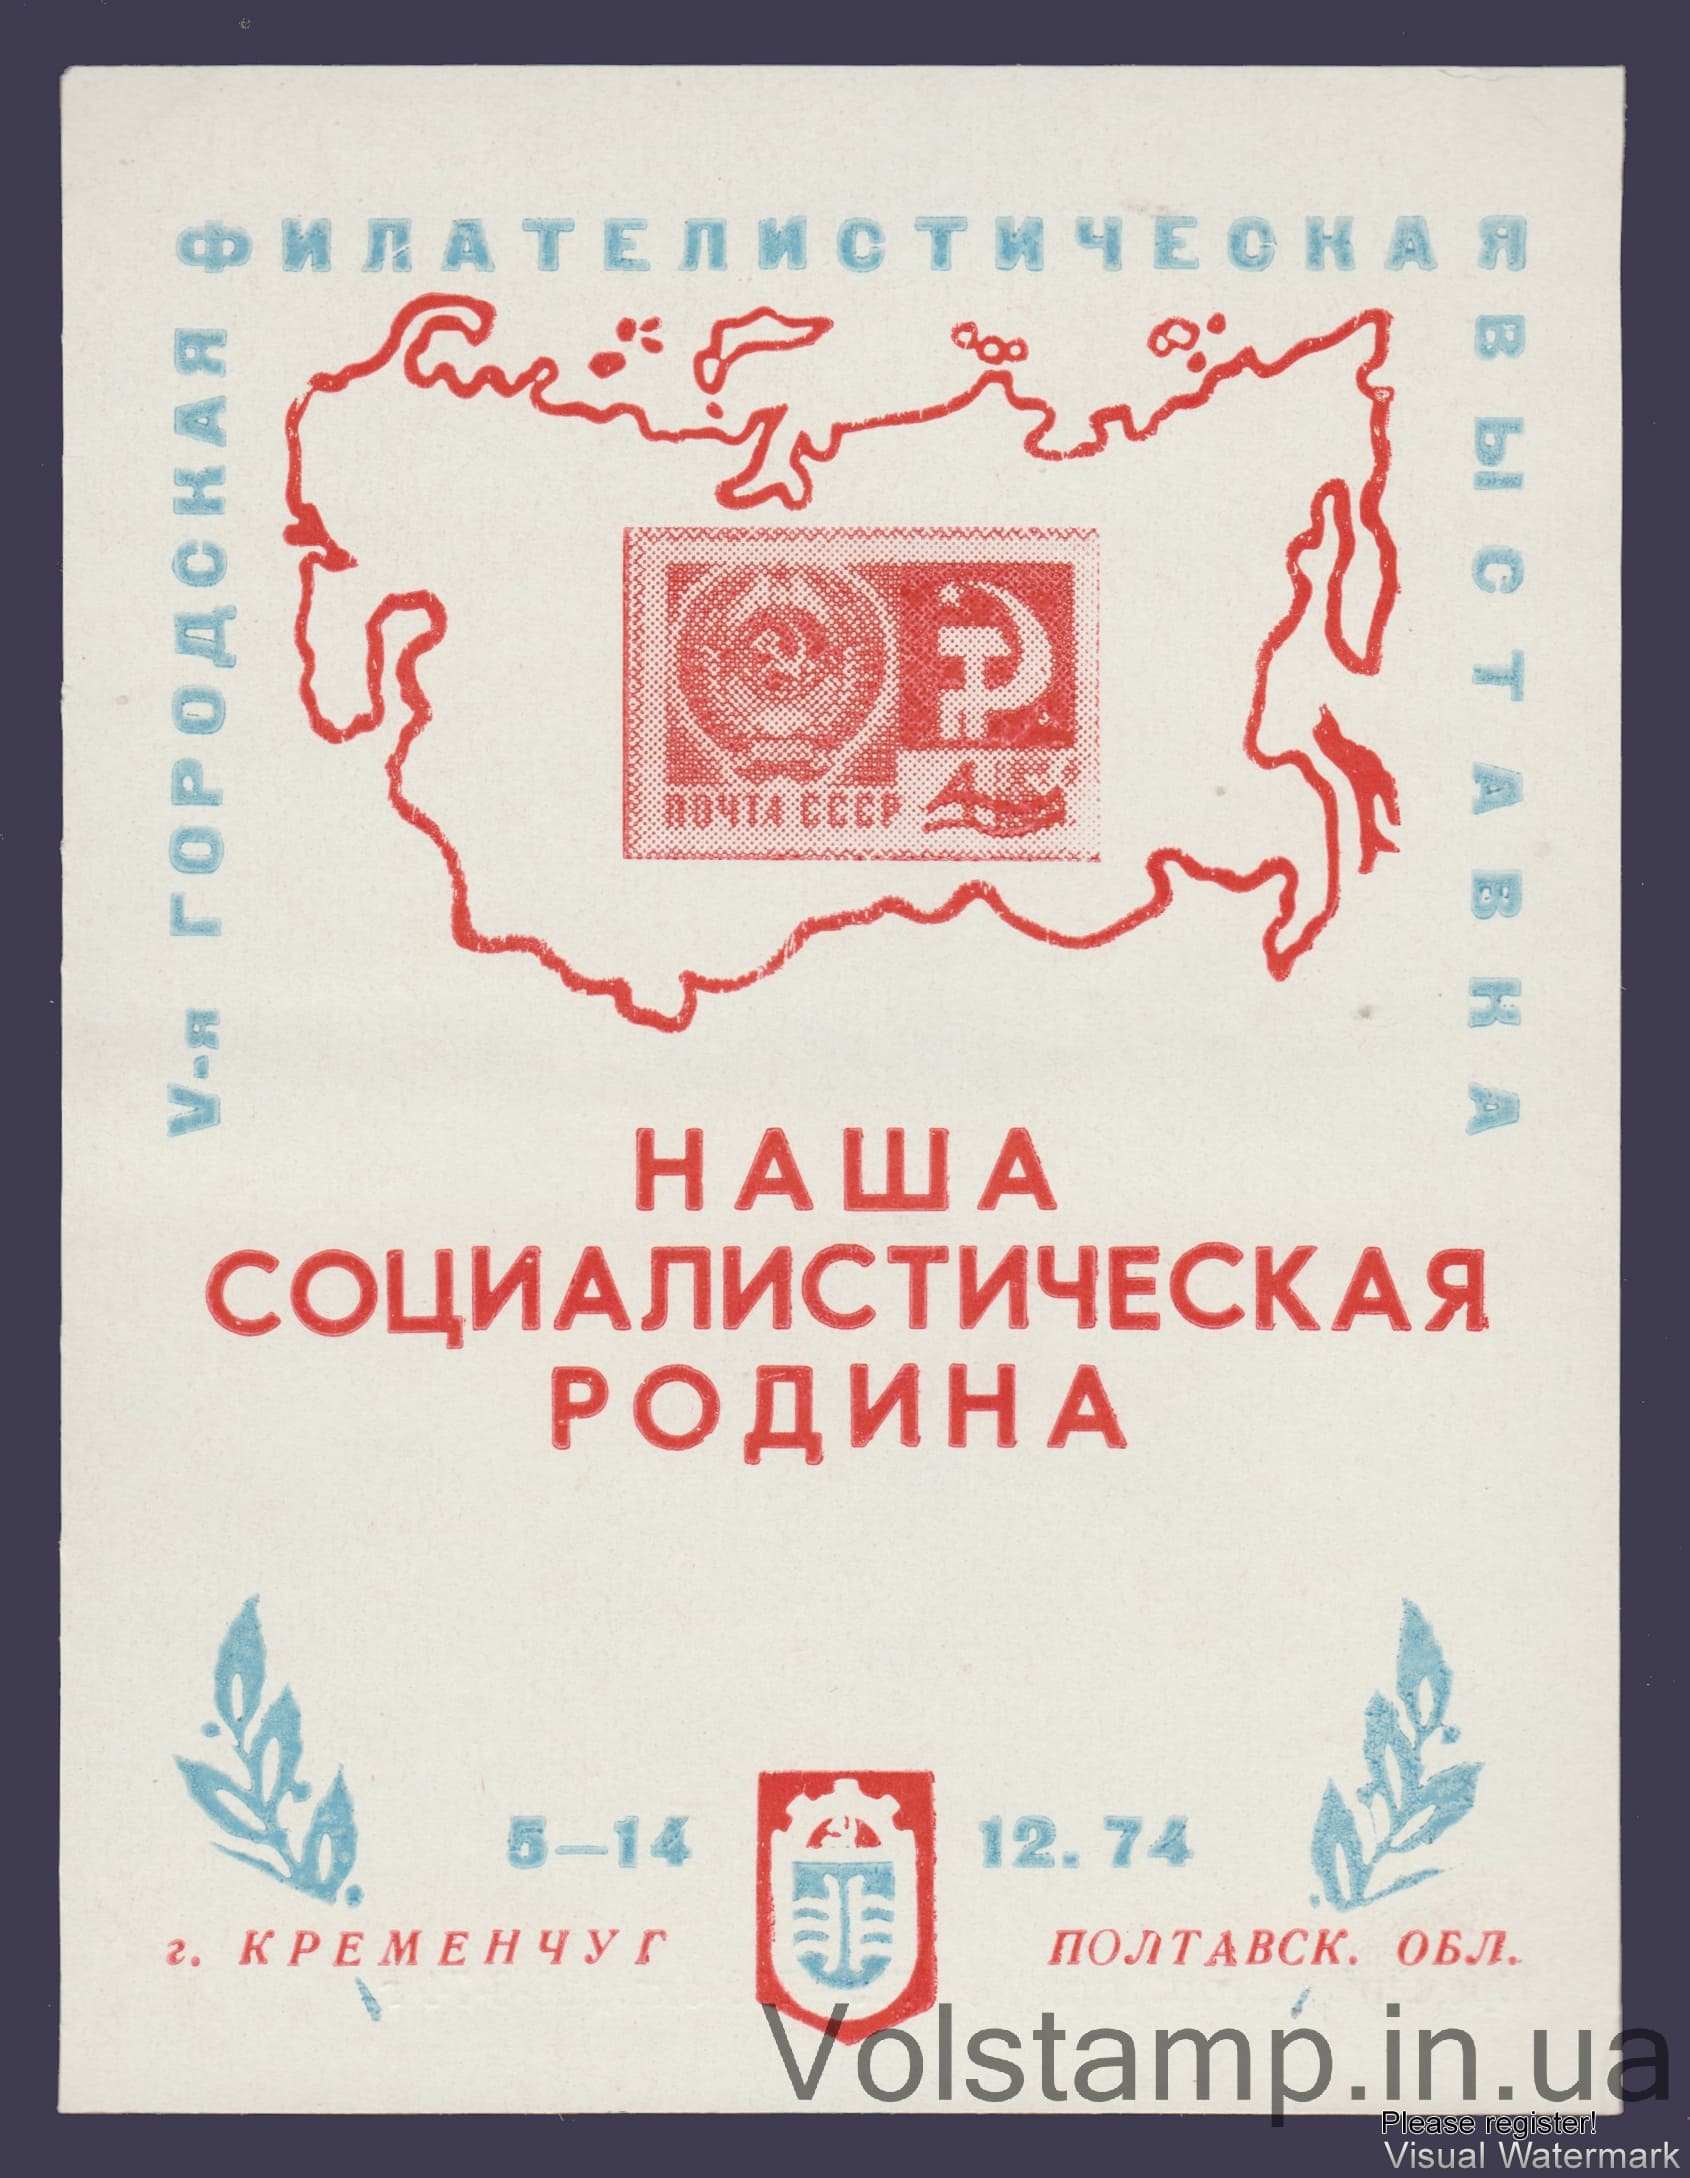 V-я ГОРОДСКАЯ
ФИЛАТЕЛИСТИЧЕСКАЯ
ВЫСТАВКА
ПОЧТА СССР
НАША
СОЦИАЛИСТИЧЕСКАЯ
РОДИНА
5-14 12.74
г. КРЕМЕНЧУГ ПОЛТАВСК. ОБЛ.
Volstamp.in.ua
Please register!
Visual Watermark